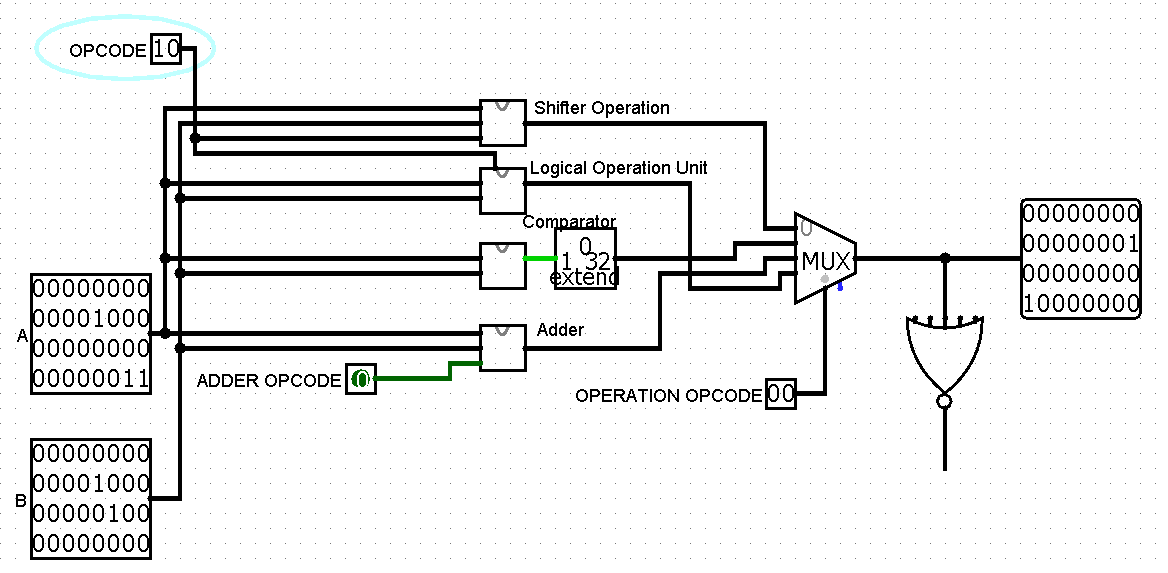 OPCODE 10
Shifter Operation
Logical Operation Unit
Comparator
0
1 32
extend
0
MUX
00000000
00000001
00000000
10000000
A
00000000
00001000
00000000
00000011
Adder
ADDER OPCODE 0
OPERATION OPCODE 00
B
00000000
00001000
00000100
00000000